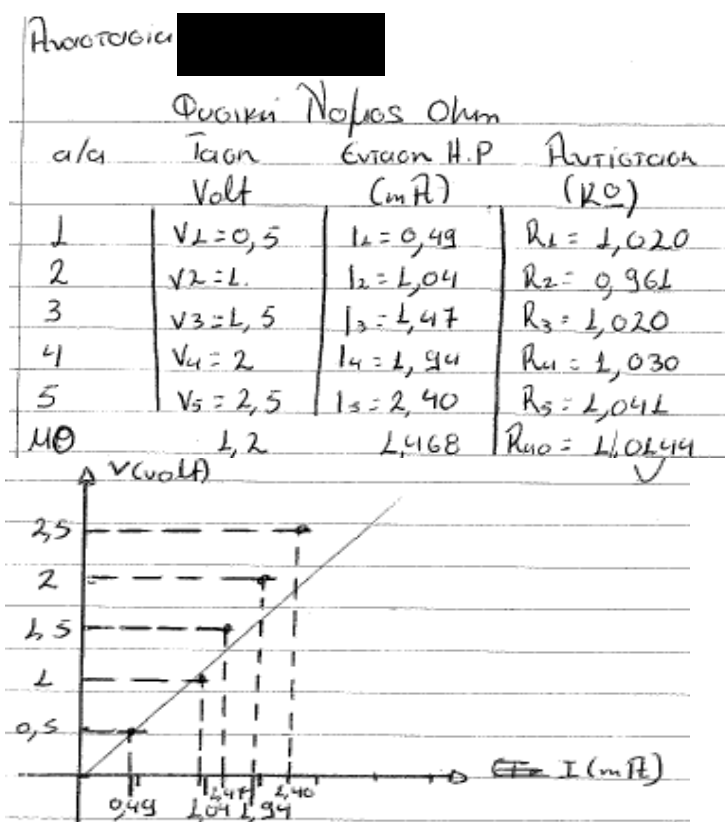 Αναστασία
Φυσική Νόμος Ohm
α/α Ταση Ενταση Η.Ρ Αντίσταση
Volt (mA) (KΩ)
1 V1=0,5 I1=0,49 R1=1,020
2 V2=1. I2=1,04 R2=0,961
3 V3=1,5 I3=1,47 R3=1,020
4 V4=2 I4=1,94 R4=1,030
5 V5=2,5 I5=2,40 R5=1,041
ΜΘ 1,2 1,468 Rμο=1,0144
V(volt)
2,5
2
1,5
1
0,5
I(mA)
0,49 1,04 1,47 1,94 2,40